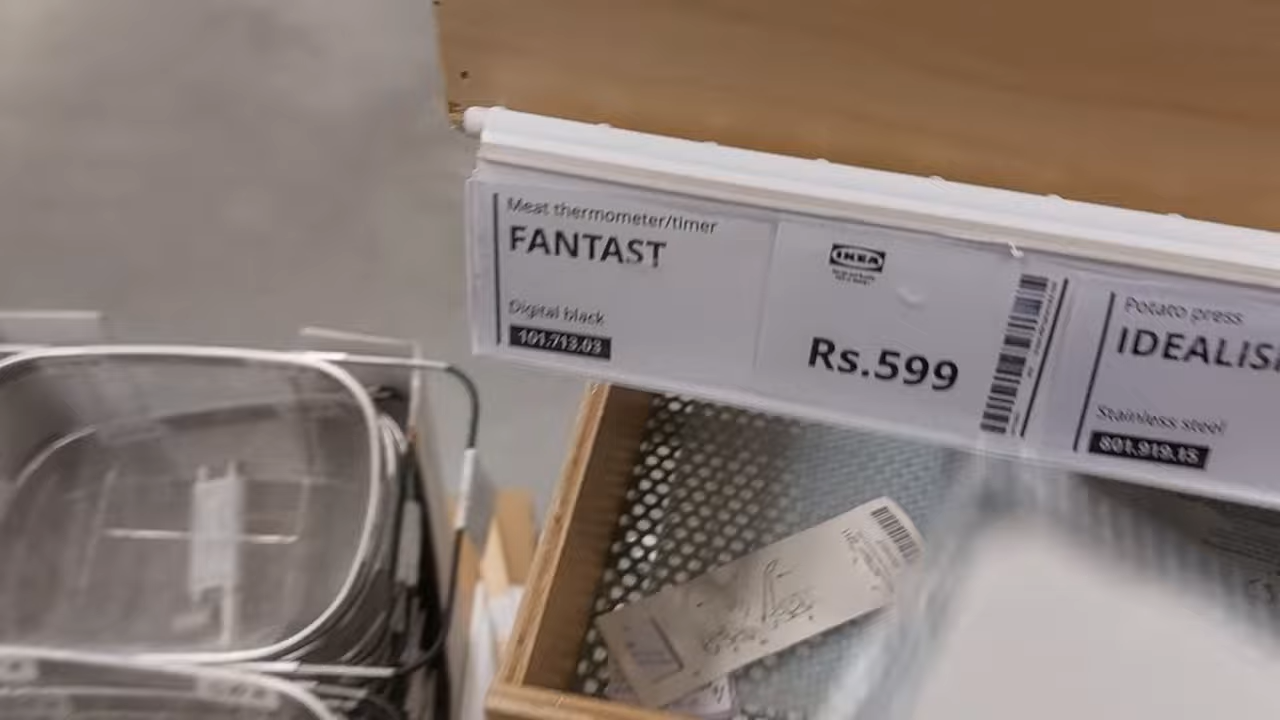 Meat thermometer/timer
FANTAST
Digital black
101.713.03
IKEA
Rs.599
Potato press
IDEALIS
Stainless steel
801.919.15